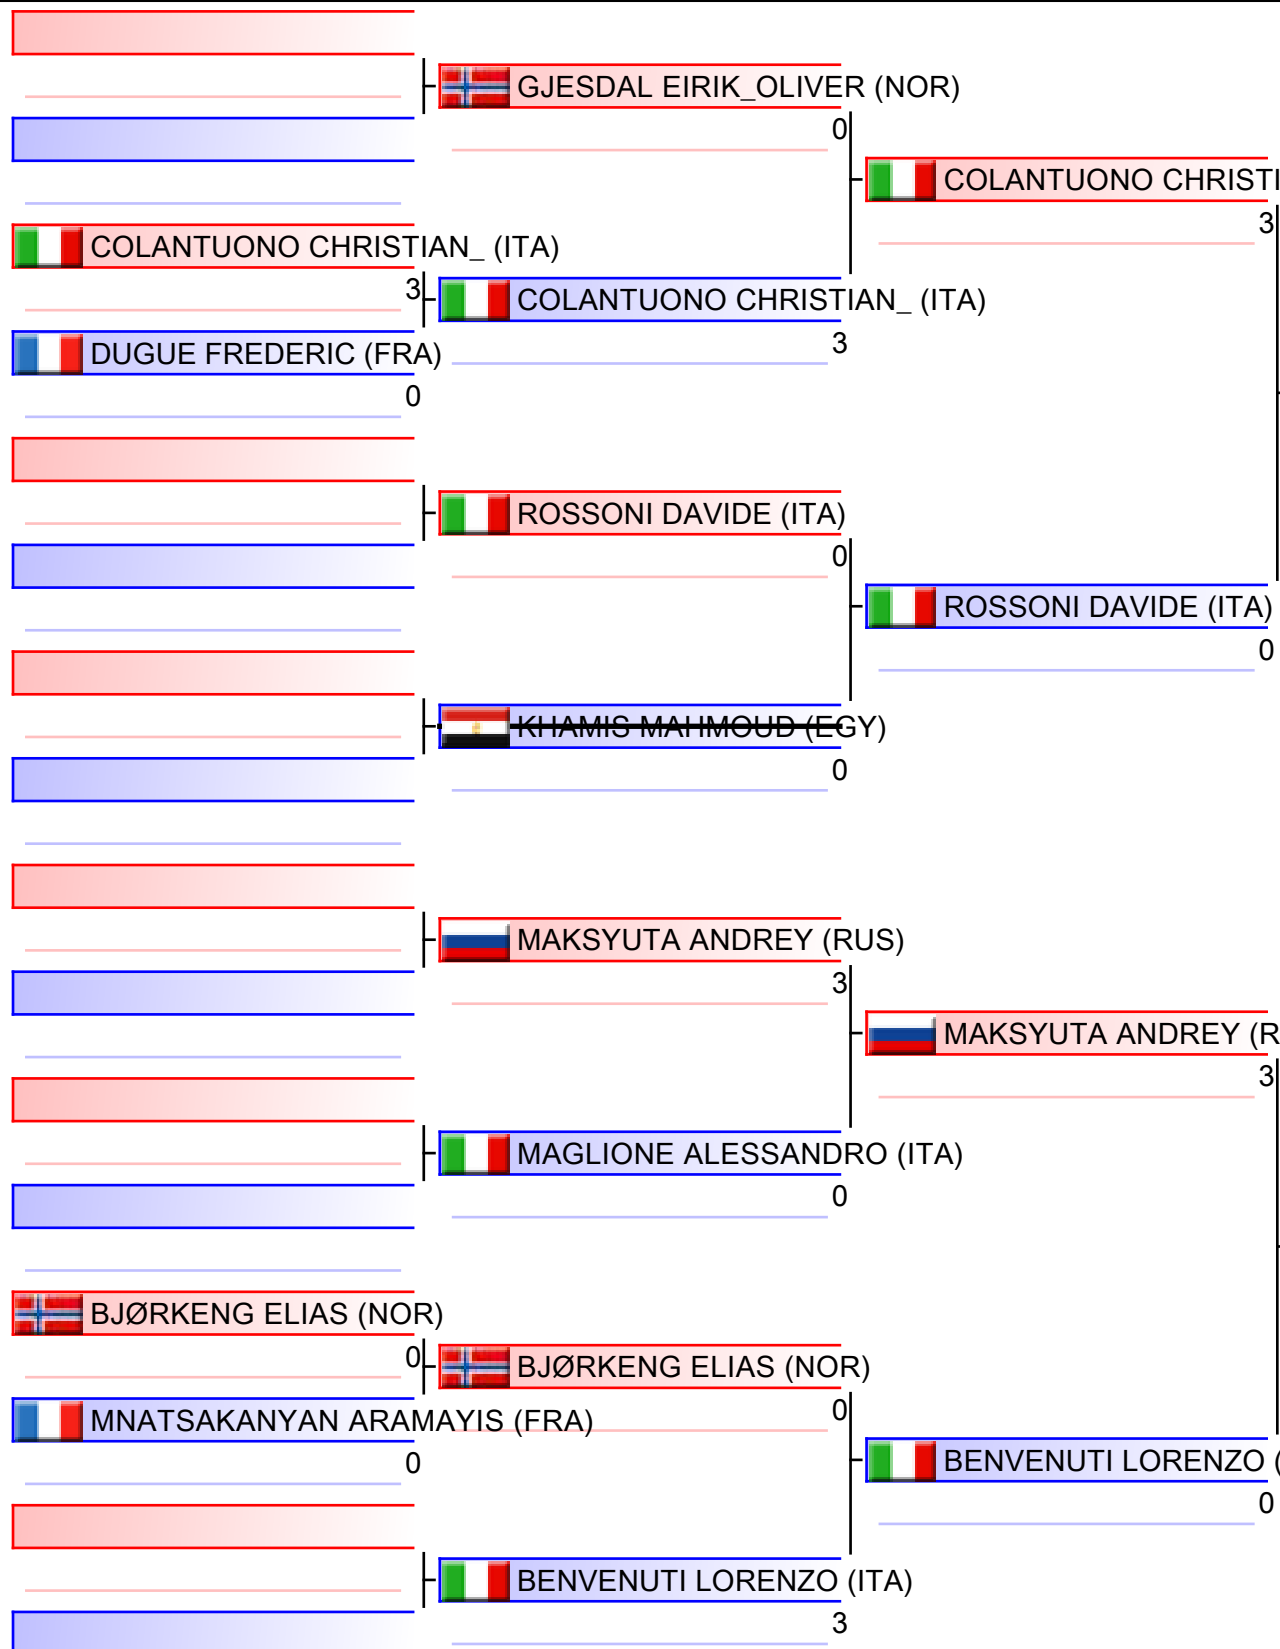 GJESDAL EIRIK_OLIVER (NOR)
0
COLANTUONO CHRISTI
3
COLANTUONO CHRISTIAN_ (ITA)
3
COLANTUONO CHRISTIAN_ (ITA)
3
DUGUE FREDERIC (FRA)
0
ROSSONI DAVIDE (ITA)
0
ROSSONI DAVIDE (ITA)
0
KHAMIS MAHMOUD (EGY)
0
MAKSYUTA ANDREY (RUS)
3
MAKSYUTA ANDREY (R
3
MAGLIONE ALESSANDRO (ITA)
0
BJØRKENG ELIAS (NOR)
0
BJØRKENG ELIAS (NOR)
0
MNATSAKANYAN ARAMAYIS (FRA)
0
BENVENUTI LORENZO (
0
BENVENUTI LORENZO (ITA)
3